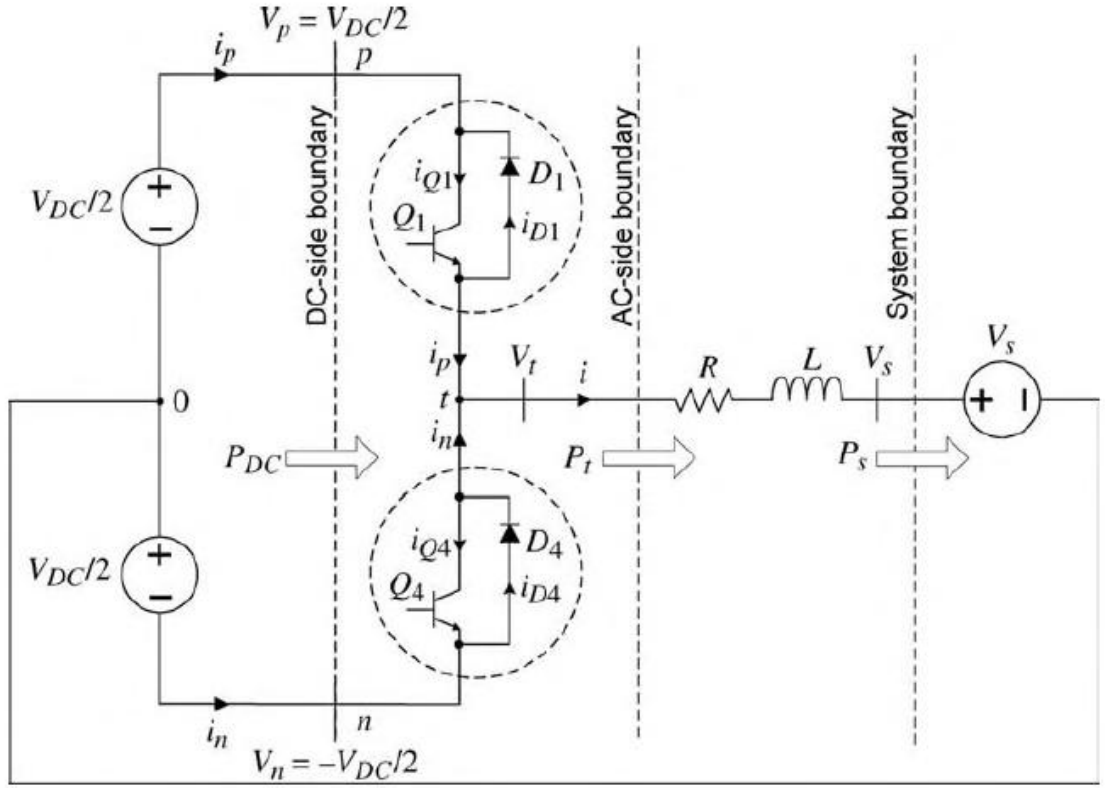 V_p = V_DC/2
i_p
p
DC-side boundary
AC-side boundary
System boundary
i_Q1
D_1
V_DC/2
+
−
Q_1
i_D1
i_p
V_t
i
R
L
V_s
V_s
0
t
+
−
i_n
P_DC
P_t
P_s
V_DC/2
+
−
i_Q4
D_4
Q_4
i_D4
i_n
n
V_n = −V_DC/2